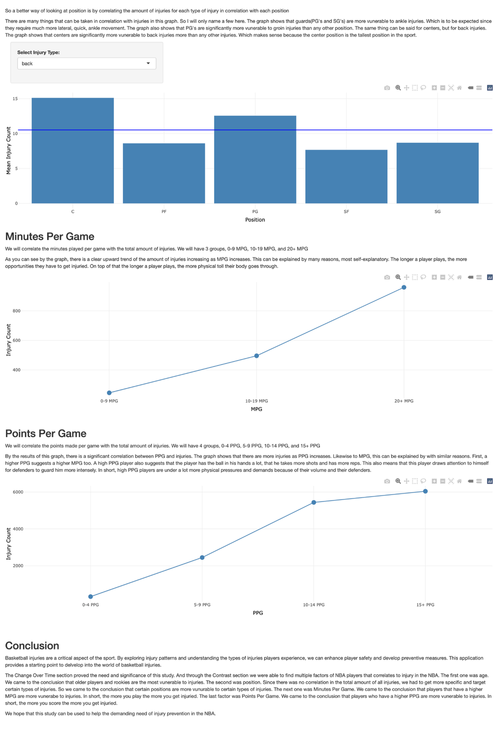 So a better way of looking at position is by correlating the amount of injuries for each type of injury in correlation with each position
There are many things that can be taken in correlation with injuries in this graph. So I will only name a few here. The graph shows that guards(PG's and SG's) are more vunerable to ankle injuries. Which is to be expected since
they require much more lateral, quick, ankle movement. The graph also shows that PG's are significantly more vunerable to groin injuries than any other position. The same thing can be said for centers, but for back injuries.
The graph shows that centers are significantly more vunerable to back injuries more than any other injuries. Which makes sense because the center position is the tallest position in the sport.
Select Injury Type:
back
Mean Injury Count
15
10
5
0
C
PF
PG
SF
SG
Position
Minutes Per Game
We will correlate the minutes played per game with the total amount of injuries. We will have 3 groups, 0-9 MPG, 10-19 MPG, and 20+ MPG
As you can see by the graph, there is a clear upward trend of the amount of injuries increasing as MPG increases. This can be explained by many reasons, most self-explanatory. The longer a player plays, the more
opportunities they have to get injuried. On top of that the longer a player plays, the more physical toll their body goes through.
Injury Count
800
600
400
0-9 MPG
10-19 MPG
20+ MPG
MPG
Points Per Game
We will correlate the points made per game with the total amount of injuries. We will have 4 groups, 0-4 PPG, 5-9 PPG, 10-14 PPG, and 15+ PPG
By the results of this graph, there is a significant correlation between PPG and injuries. The graph shows that there are more injuries as PPG increases. Likewise to MPG, this can be explained by with similar reasons. First, a
higher PPG suggests a higher MPG too. A high PPG player also suggests that the player has the ball in his hands a lot, that he takes more shots and has more reps. This also means that this player draws attention to himself
for defenders to guard him more intensely. In short, high PPG players are under a lot more physical pressures and demands because of their volume and their defenders.
Injury Count
6000
4000
2000
0-4 PPG
5-9 PPG
10-14 PPG
15+ PPG
PPG
Conclusion
Basketball injuries are a critical aspect of the sport. By exploring injury patterns and understanding the types of injuries players experience, we can enhance player safety and develop preventive measures. This application
provides a starting point to delvelop into the world of basketball injuries.
The Change Over Time section proved the need and significance of this study. And through the Contrast section we were able to find multiple factors of NBA players that correlates to injury in the NBA. The first one was age.
We came to the conclusion that older players and rookies are the most vunerable to injuries. The second was position. Since there was no correlation in the total amount of all injuries, we had to get more specific and target
certain types of injuries. So we came to the conclusion that certain positions are more vunurable to certain types of injuries. The next one was Minutes Per Game. We came to the conclusion that players that have a higher
MPG are more vunerabe to injuries. In short, the more you play the more you get injuried. The last factor was Points Per Game. We came to the conclusion that players who have a higher PPG are more vunerable to injuries. In
short, the more you score the more you get injuried.
We hope that this study can be used to help the demanding need of injury prevention in the NBA.